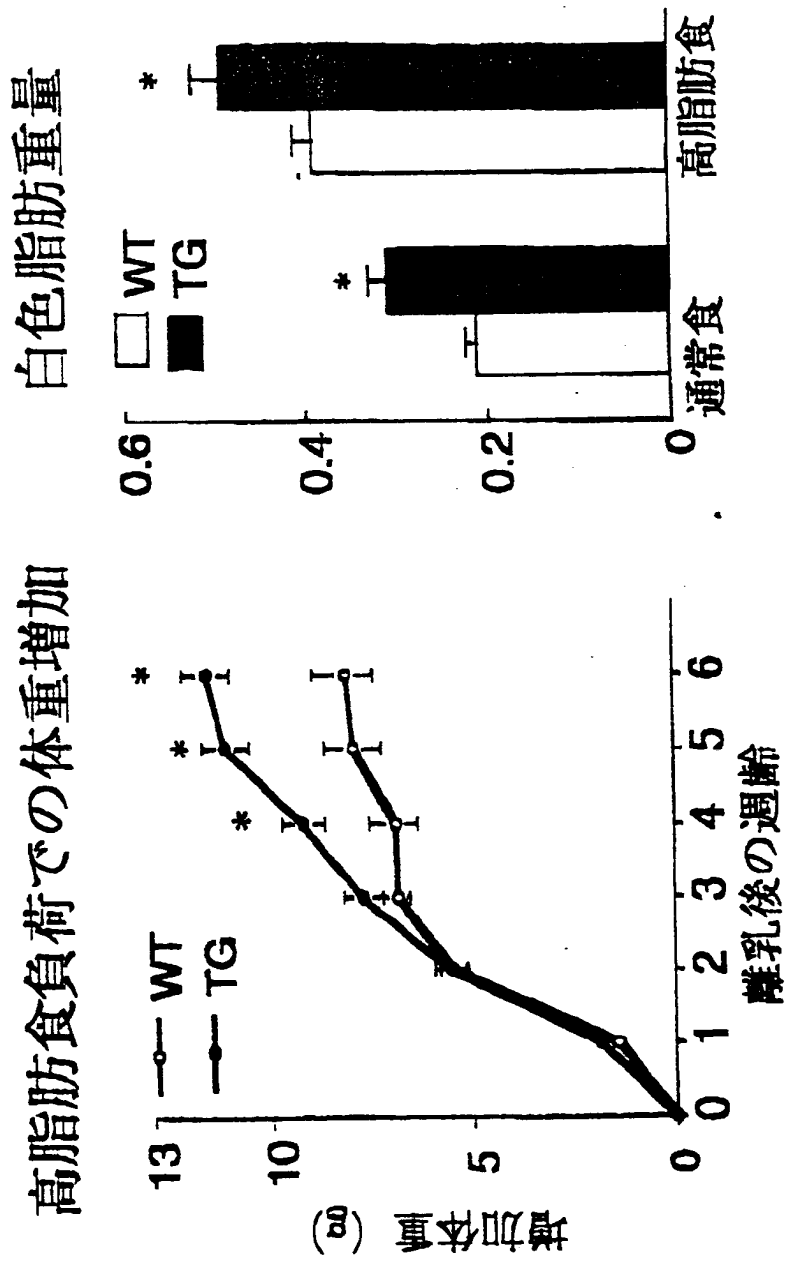 高脂肪食負荷での体重増加
WT
TG
13
10
5
0
増加体重 (g)
0 1 2 3 4 5 6
離乳後の週齢
* * *
白色脂肪重量
WT
TG
0.6
0.4
0.2
0
* *
通常食 高脂肪食